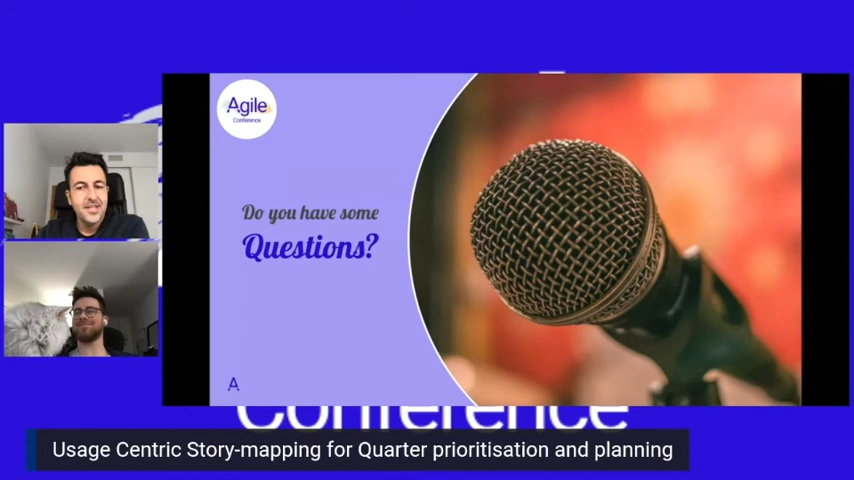 Agile
Conference
Do you have some
Questions?
A
Conference
Usage Centric Story-mapping for Quarter prioritisation and planning